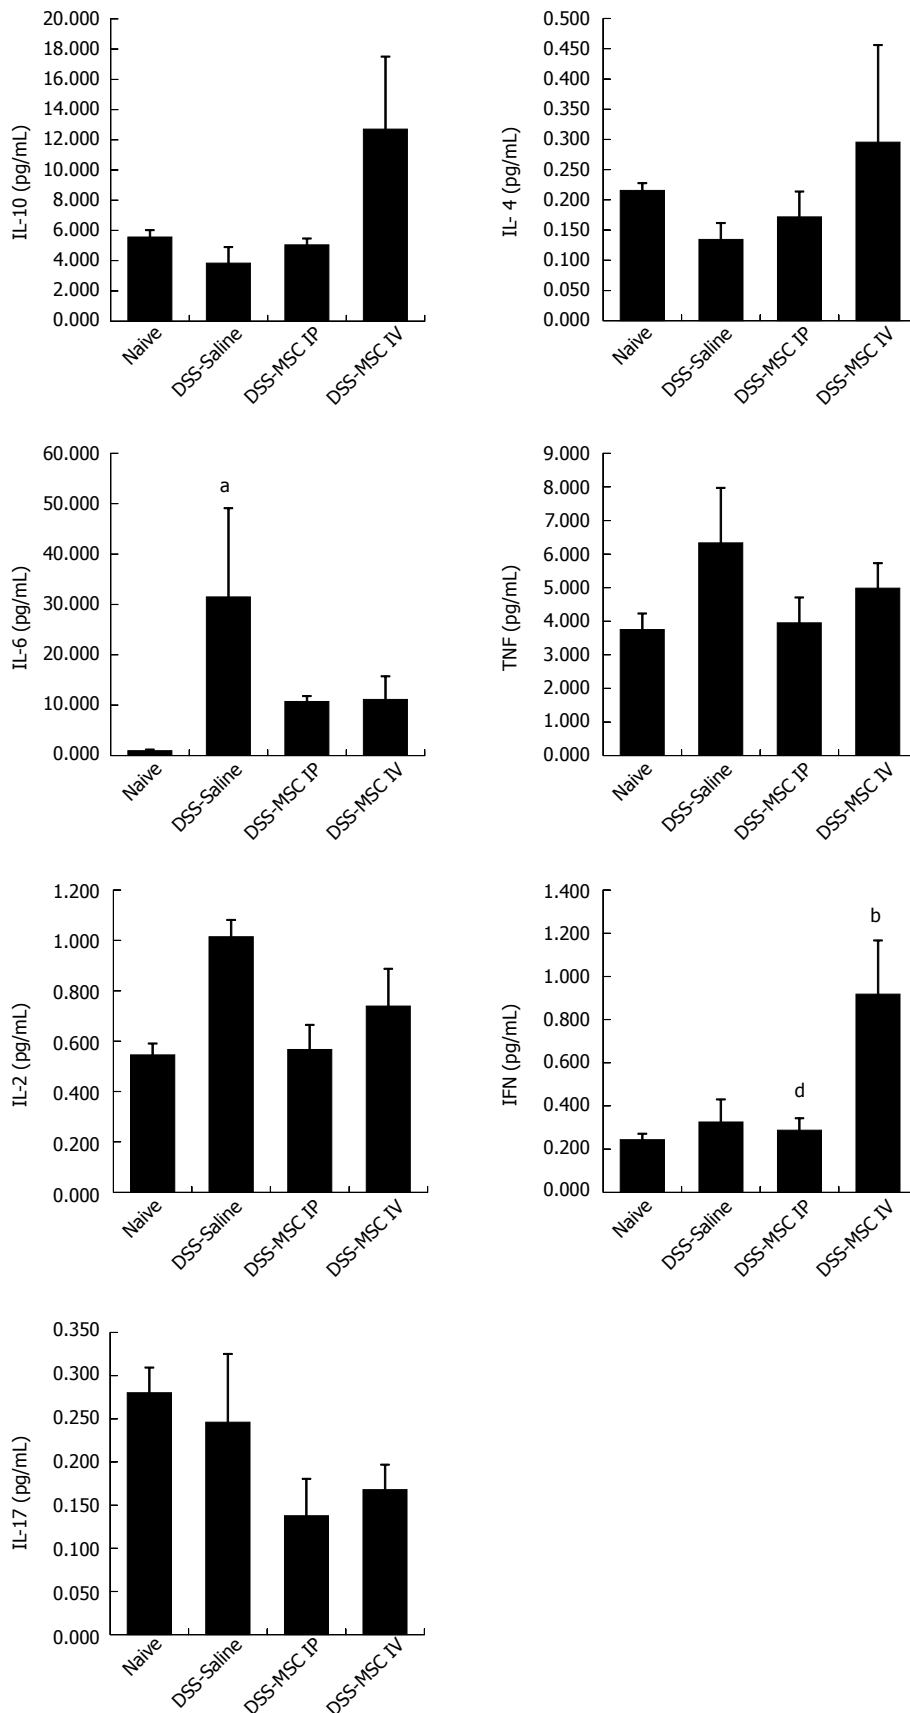 20.000
18.000
16.000
14.000
12.000
10.000
8.000
6.000
4.000
2.000
0.000
IL-10 (pg/mL)
Naive
DSS-Saline
DSS-MSC IP
DSS-MSC IV
0.500
0.450
0.400
0.350
0.300
0.250
0.200
0.150
0.100
0.050
0.000
IL- 4 (pg/mL)
Naive
DSS-Saline
DSS-MSC IP
DSS-MSC IV
60.000
50.000
40.000
30.000
20.000
10.000
0.000
IL-6 (pg/mL)
a
Naive
DSS-Saline
DSS-MSC IP
DSS-MSC IV
9.000
8.000
7.000
6.000
5.000
4.000
3.000
2.000
1.000
0.000
TNF (pg/mL)
Naive
DSS-Saline
DSS-MSC IP
DSS-MSC IV
1.200
1.000
0.800
0.600
0.400
0.200
0.000
IL-2 (pg/mL)
Naive
DSS-Saline
DSS-MSC IP
DSS-MSC IV
1.400
1.200
1.000
0.800
0.600
0.400
0.200
0.000
IFN (pg/mL)
b
d
Naive
DSS-Saline
DSS-MSC IP
DSS-MSC IV
0.350
0.300
0.250
0.200
0.150
0.100
0.050
0.000
IL-17 (pg/mL)
Naive
DSS-Saline
DSS-MSC IP
DSS-MSC IV